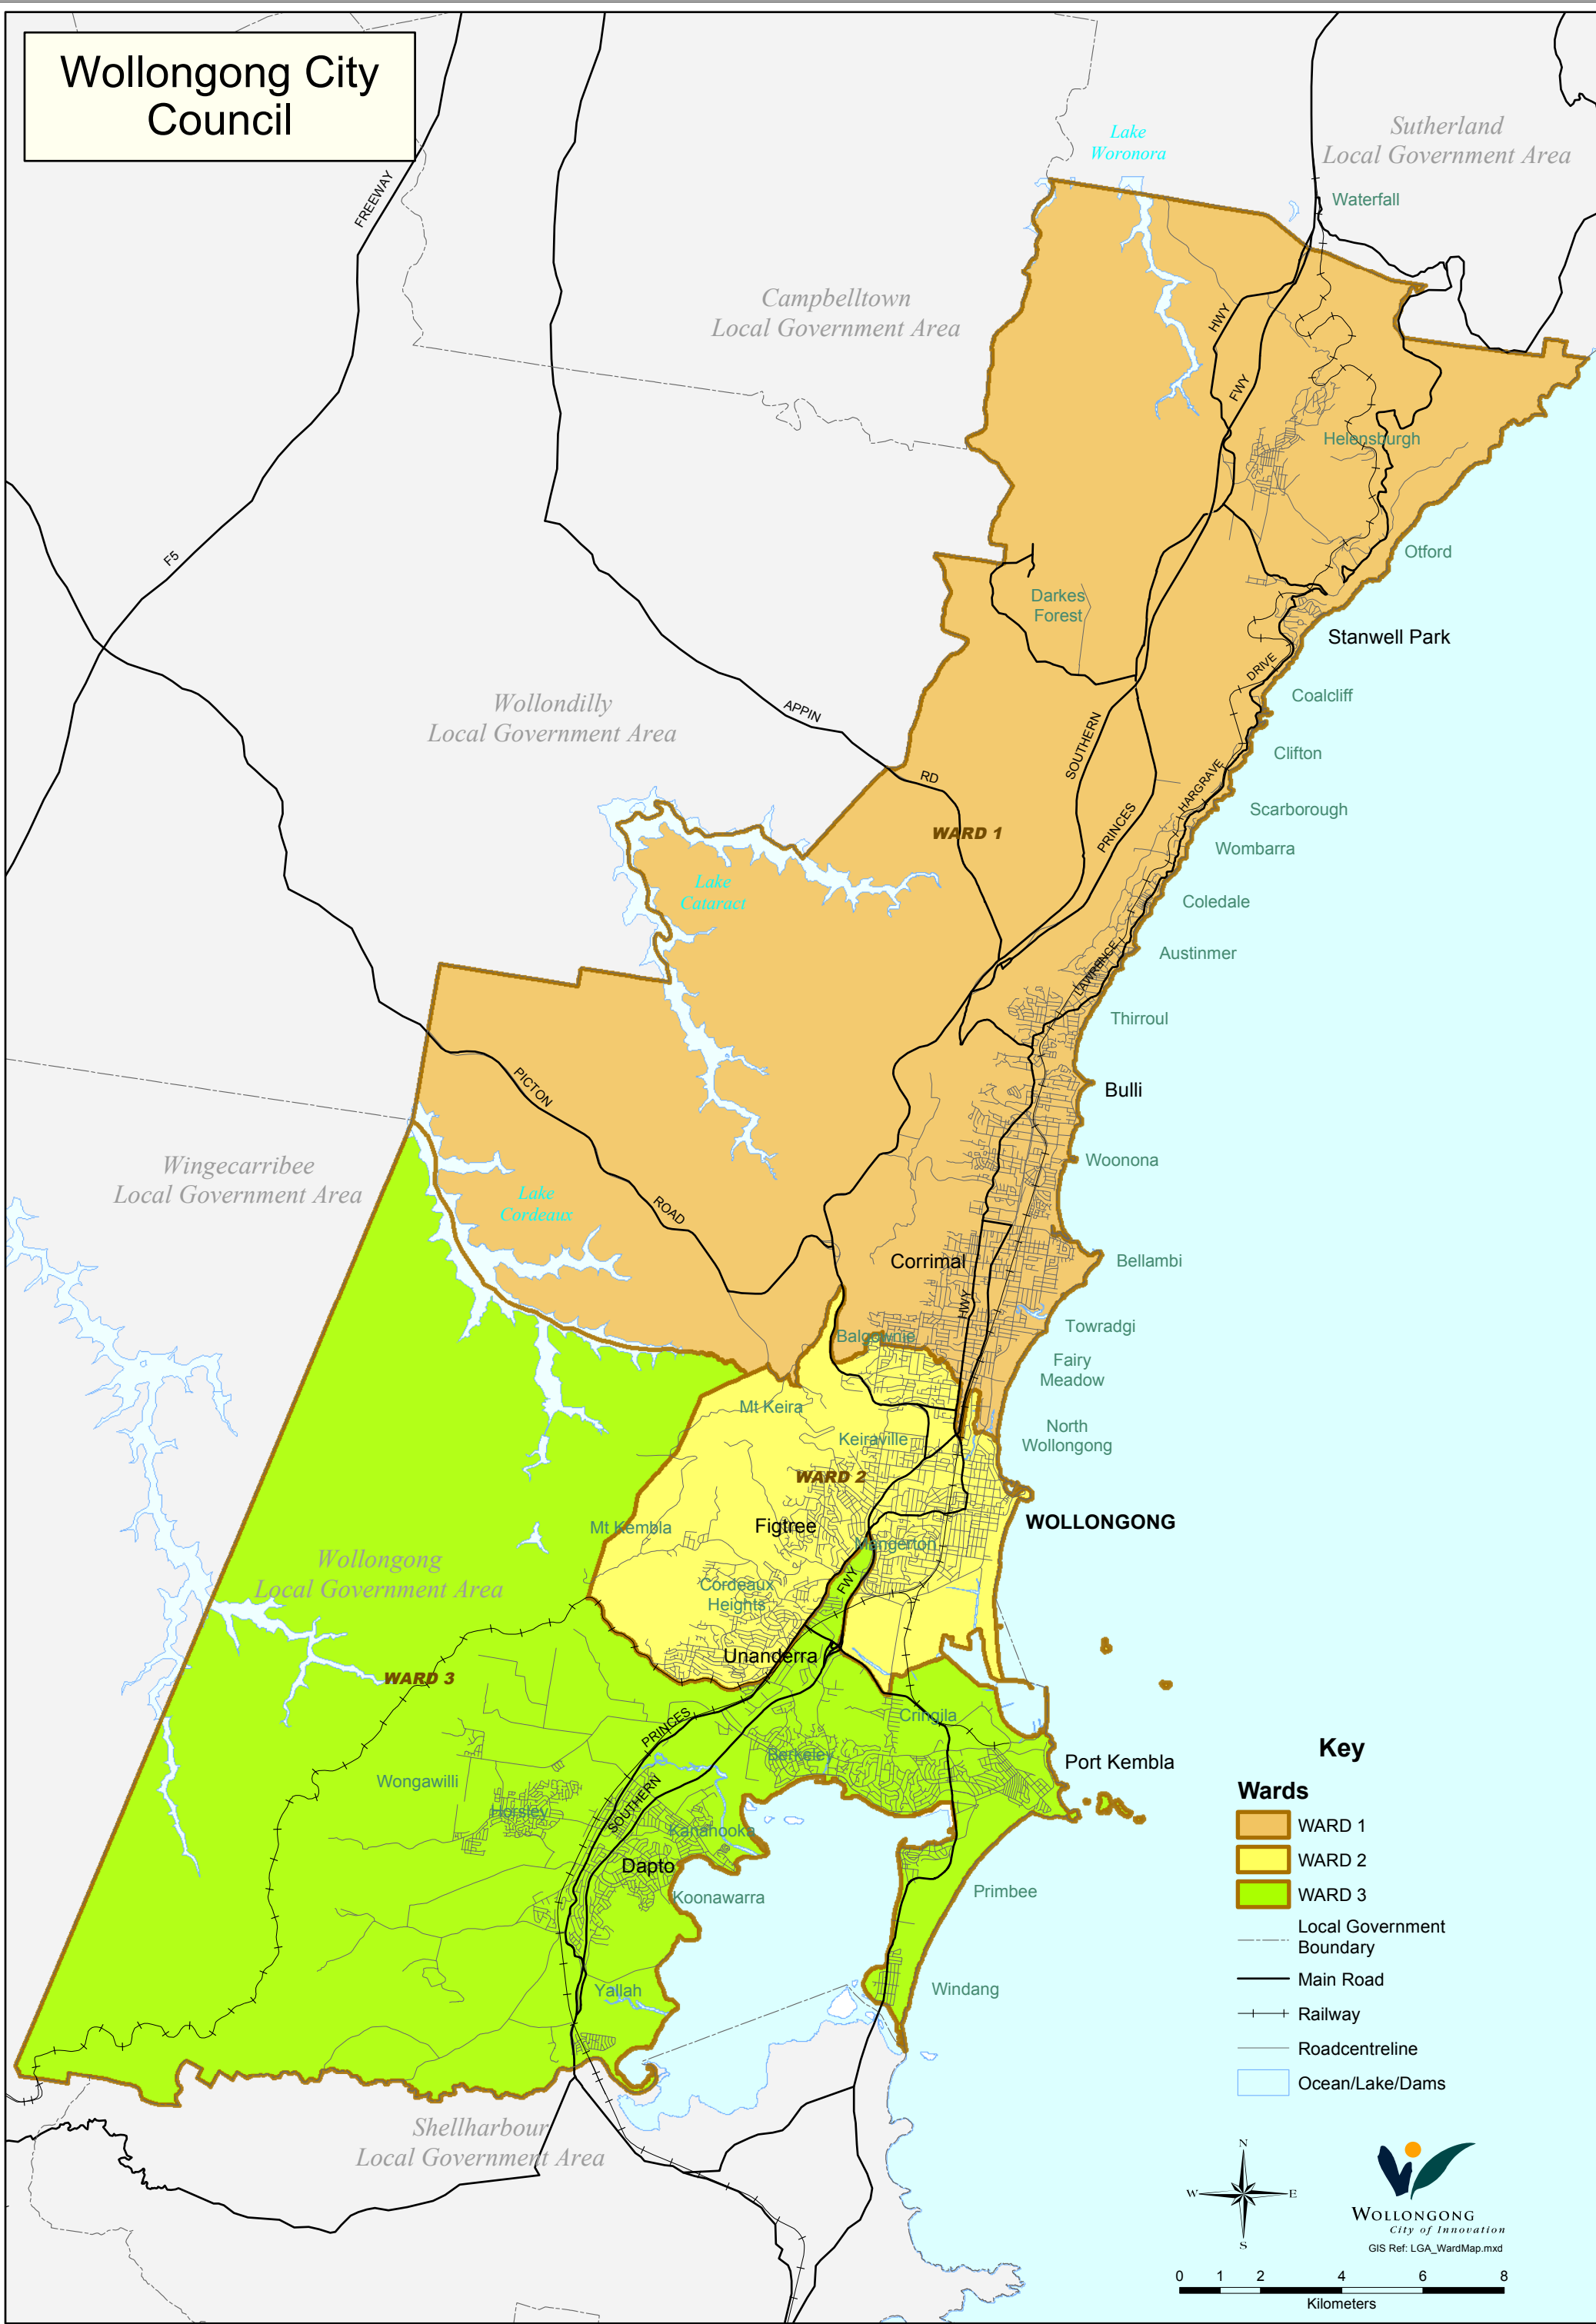 Wollongong City
Council
Sutherland
Local Government Area
Lake
Woronora
Waterfall
FREEWAY
Campbelltown
Local Government Area
HWY
FWY
Helensburgh
F5
Otford
Darkes
Forest
Stanwell Park
DRIVE
Coalcliff
Wollondilly
Local Government Area
APPIN
SOUTHERN
Clifton
RD
HARGRAVE
Scarborough
WARD 1
PRINCES
Wombarra
Lake
Cataract
Coledale
Austinmer
LAWRENCE
Thirroul
PICTON
Bulli
Woonona
Wingecarribee
Local Government Area
Lake
Cordeaux
ROAD
Corrimal
Bellambi
HWY
Towradgi
Balgownie
Fairy
Meadow
Mt Keira
Keiraville
North
Wollongong
WARD 2
Mt Kembla
Figtree
WOLLONGONG
Mangerton
Wollongong
Local Government Area
FWY
Cordeaux
Heights
Unanderra
WARD 3
PRINCES
Cringila
Berkeley
Port Kembla
Wongawilli
SOUTHERN
Horsley
Kanahooka
Dapto
Koonawarra
Primbee
Yallah
Windang
Shellharbour
Local Government Area
Key
Wards
WARD 1
WARD 2
WARD 3
Local Government
Boundary
Main Road
Railway
Roadcentreline
Ocean/Lake/Dams
N
W
E
S
WOLLONGONG
City of Innovation
GIS Ref: LGA_WardMap.mxd
0 1 2 4 6 8
Kilometers